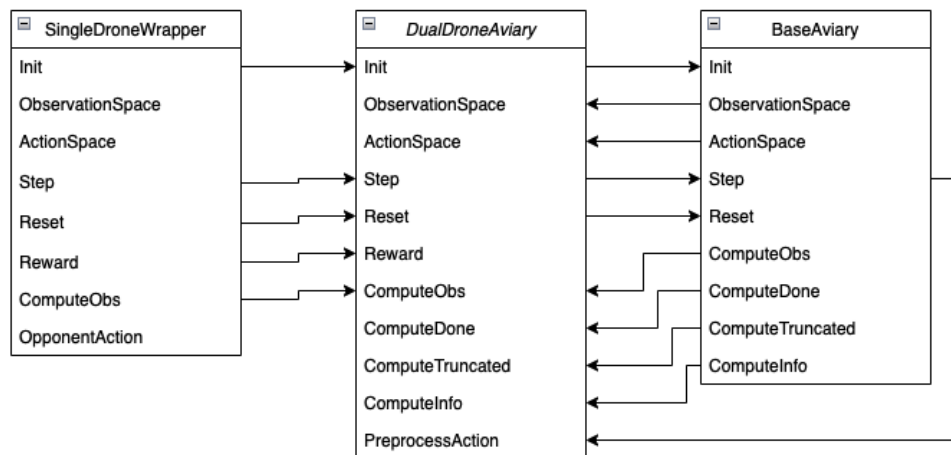 SingleDroneWrapper
Init
ObservationSpace
ActionSpace
Step
Reset
Reward
ComputeObs
OpponentAction
DualDroneAviary
Init
ObservationSpace
ActionSpace
Step
Reset
Reward
ComputeObs
ComputeDone
ComputeTruncated
ComputeInfo
PreprocessAction
BaseAviary
Init
ObservationSpace
ActionSpace
Step
Reset
ComputeObs
ComputeDone
ComputeTruncated
ComputeInfo